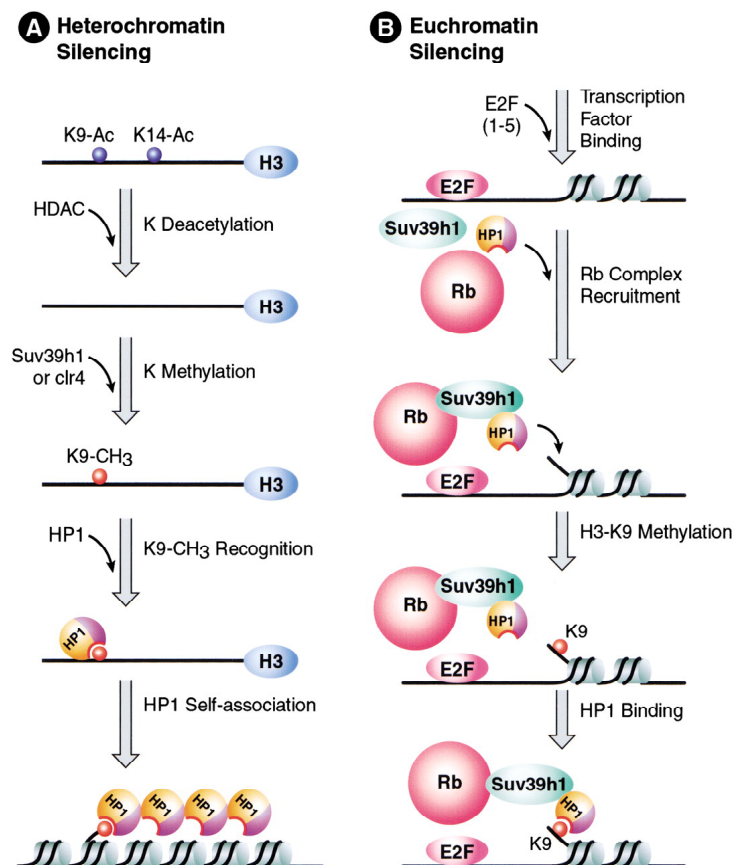 A Heterochromatin
Silencing
K9-Ac K14-Ac
H3
HDAC
K Deacetylation
H3
Suv39h1
or clr4
K Methylation
K9-CH3
H3
HP1
K9-CH3 Recognition
HP1
H3
HP1 Self-association
HP1 HP1 HP1 HP1
B Euchromatin
Silencing
E2F
(1-5)
Transcription
Factor
Binding
E2F
Suv39h1
HP1
Rb
Rb Complex
Recruitment
Rb
Suv39h1
HP1
E2F
H3-K9 Methylation
Rb
Suv39h1
HP1
K9
E2F
HP1 Binding
Rb
Suv39h1
HP1
K9
E2F